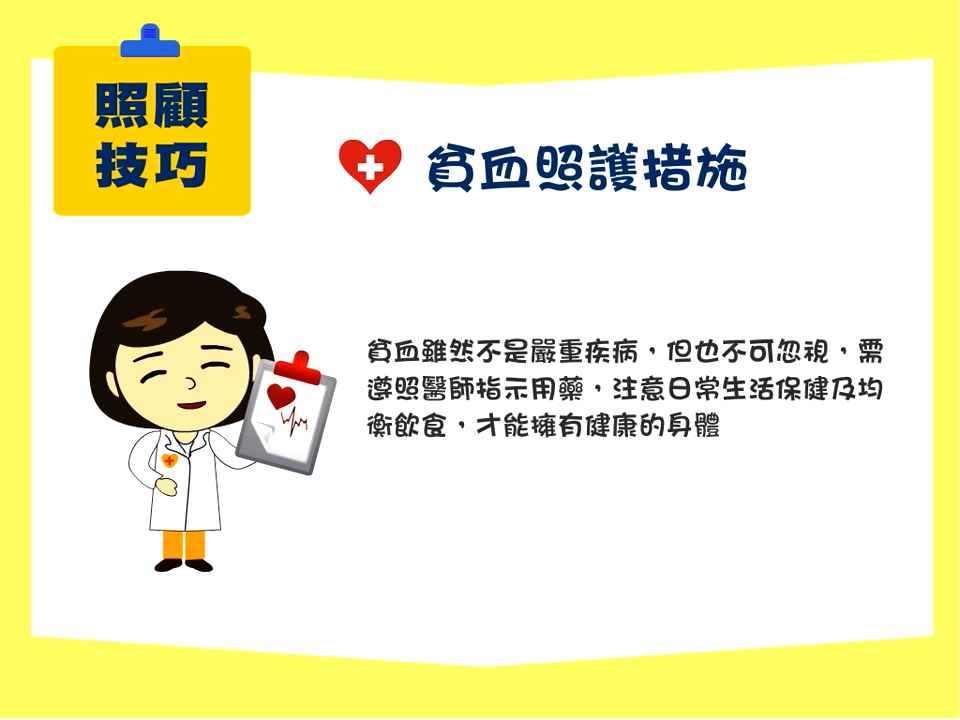 照顧
技巧
貧血照護措施
貧血雖然不是嚴重疾病，但也不可忽視，需
遵照醫師指示用藥，注意日常生活保健及均
衡飲食，才能擁有健康的身體